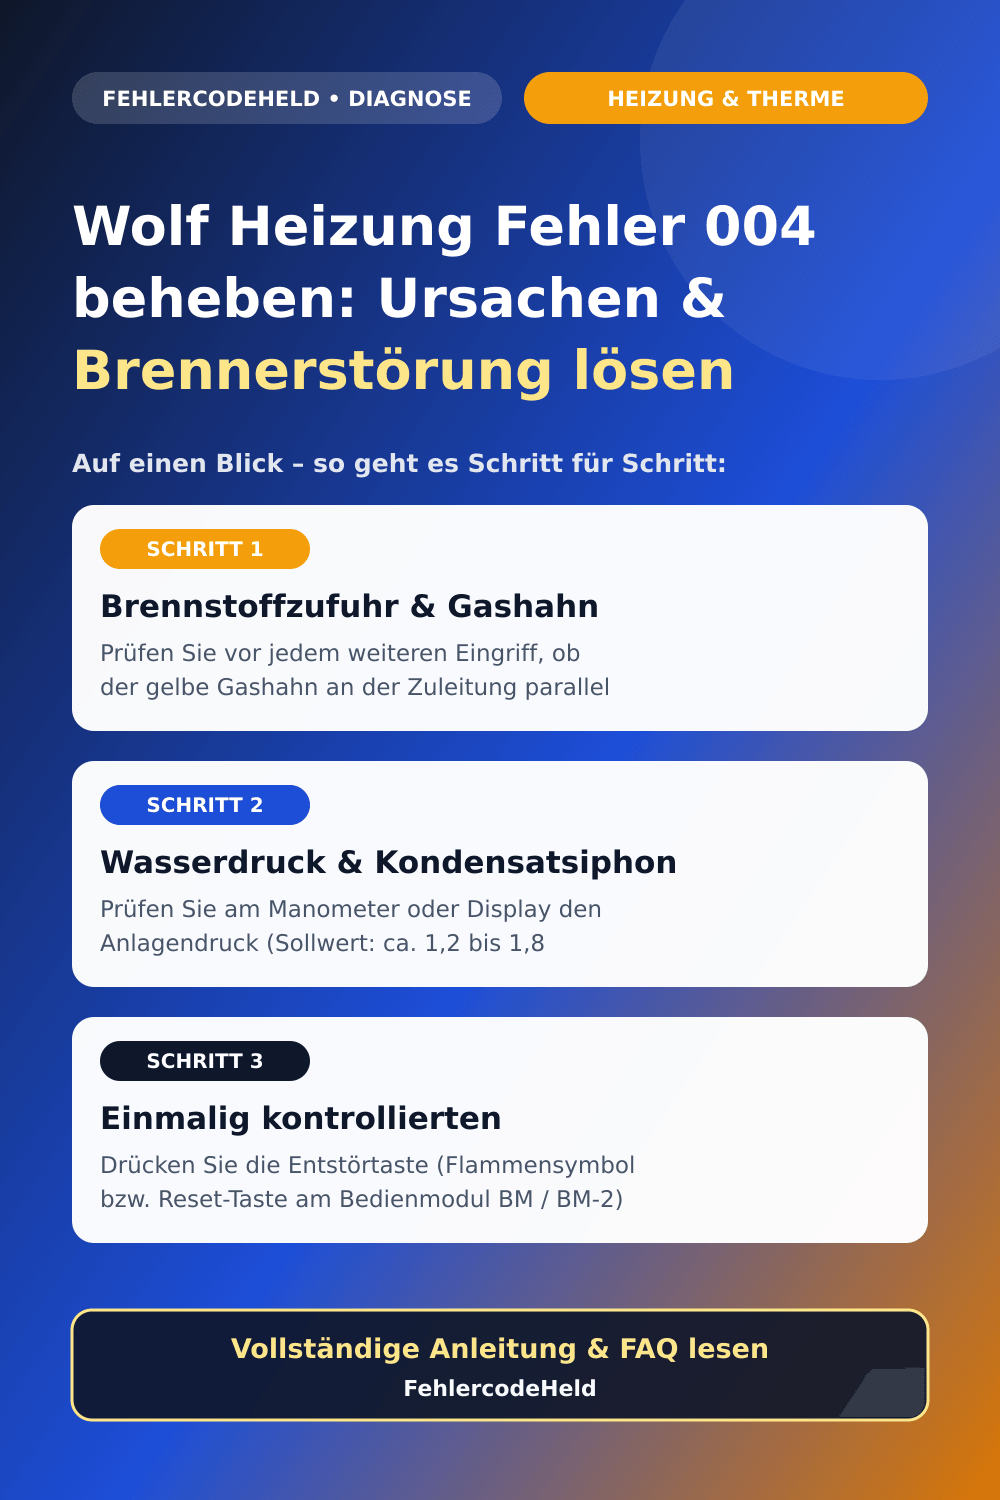 FEHLERCODEHELD • DIAGNOSE
HEIZUNG & THERME
Wolf Heizung Fehler 004
beheben: Ursachen &
Brennerstörung lösen
Auf einen Blick – so geht es Schritt für Schritt:
SCHRITT 1
Brennstoffzufuhr & Gashahn
Prüfen Sie vor jedem weiteren Eingriff, ob
der gelbe Gashahn an der Zuleitung parallel
SCHRITT 2
Wasserdruck & Kondensatsiphon
Prüfen Sie am Manometer oder Display den
Anlagendruck (Sollwert: ca. 1,2 bis 1,8
SCHRITT 3
Einmalig kontrollierten
Drücken Sie die Entstörtaste (Flammensymbol
bzw. Reset-Taste am Bedienmodul BM / BM-2)
Vollständige Anleitung & FAQ lesen
FehlercodeHeld